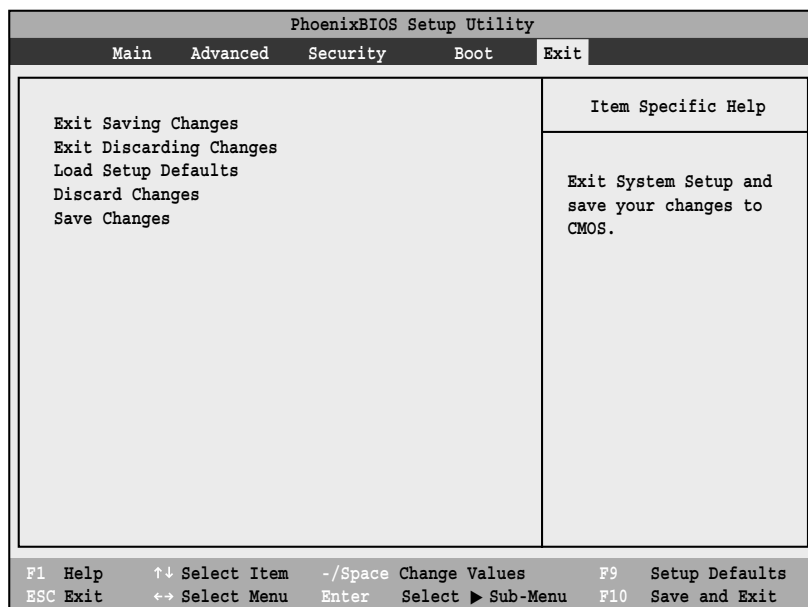 PhoenixBIOS Setup Utility
Main Advanced Security Boot Exit
Exit Saving Changes
Exit Discarding Changes
Load Setup Defaults
Discard Changes
Save Changes
Item Specific Help
Exit System Setup and
save your changes to
CMOS.
F1 Help ↑↓ Select Item -/Space Change Values F9 Setup Defaults
ESC Exit ←→ Select Menu Enter Select ▶ Sub-Menu F10 Save and Exit